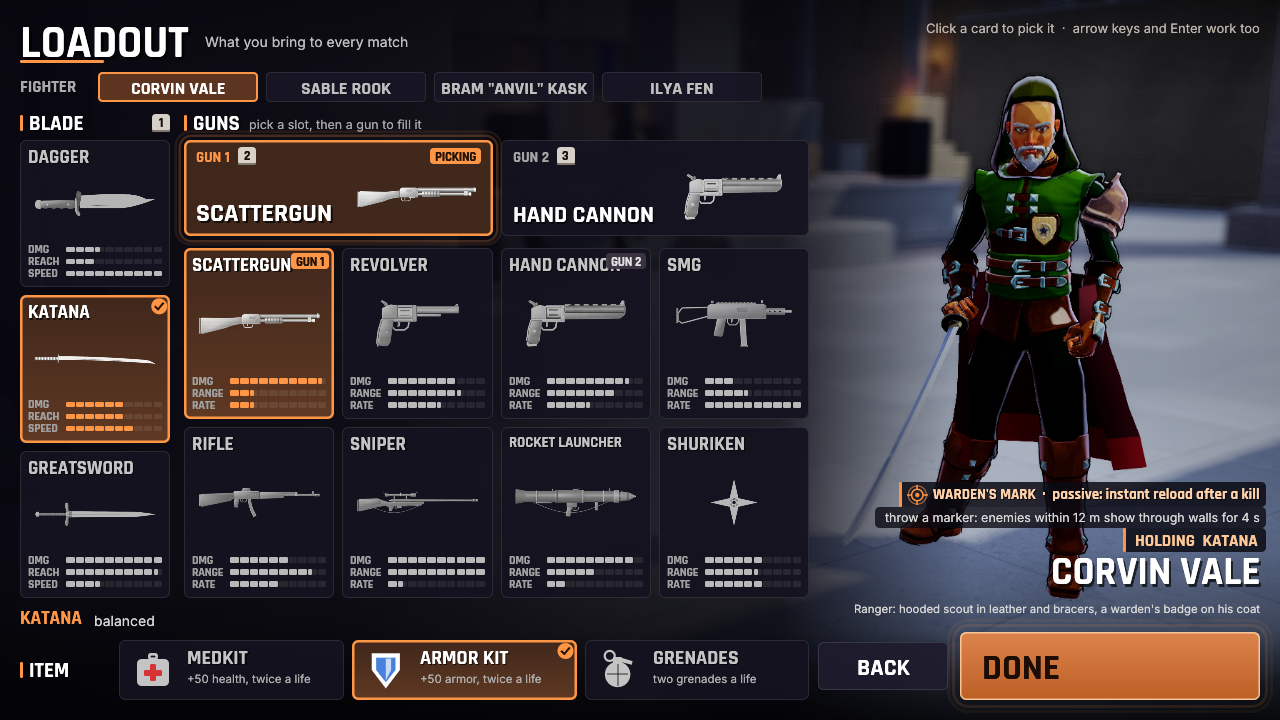 LOADOUT What you bring to every match
Click a card to pick it · arrow keys and Enter work too
FIGHTER CORVIN VALE SABLE ROOK BRAM "ANVIL" KASK ILYA FEN
BLADE 1
GUNS pick a slot, then a gun to fill it
DAGGER
DMG
REACH
SPEED
KATANA
DMG
REACH
SPEED
GREATSWORD
DMG
REACH
SPEED
GUN 1 2 PICKING
SCATTERGUN
GUN 2 3
HAND CANNON
SCATTERGUN GUN 1
DMG
RANGE
RATE
REVOLVER
DMG
RANGE
RATE
HAND CANNON GUN 2
DMG
RANGE
RATE
SMG
DMG
RANGE
RATE
RIFLE
DMG
RANGE
RATE
SNIPER
DMG
RANGE
RATE
ROCKET LAUNCHER
DMG
RANGE
RATE
SHURIKEN
DMG
RANGE
RATE
WARDEN'S MARK · passive: instant reload after a kill
throw a marker: enemies within 12 m show through walls for 4 s
HOLDING KATANA
CORVIN VALE
Ranger: hooded scout in leather and bracers, a warden's badge on his coat
KATANA balanced
ITEM
MEDKIT
+50 health, twice a life
ARMOR KIT
+50 armor, twice a life
GRENADES
two grenades a life
BACK
DONE